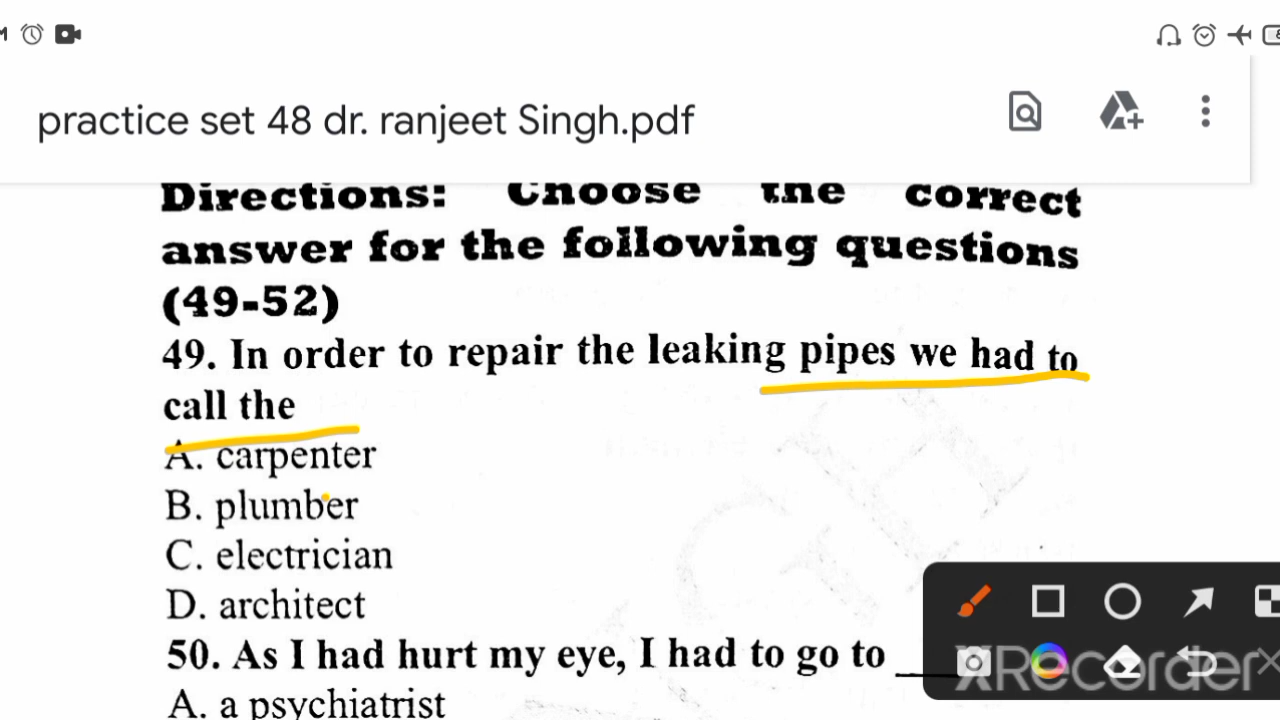 practice set 48 dr. ranjeet Singh.pdf
Directions: Choose the correct
answer for the following questions
(49-52)
49. In order to repair the leaking pipes we had to
call the
A. carpenter
B. plumber
C. electrician
D. architect
50. As I had hurt my eye, I had to go to
A. a psychiatrist
XRecorder